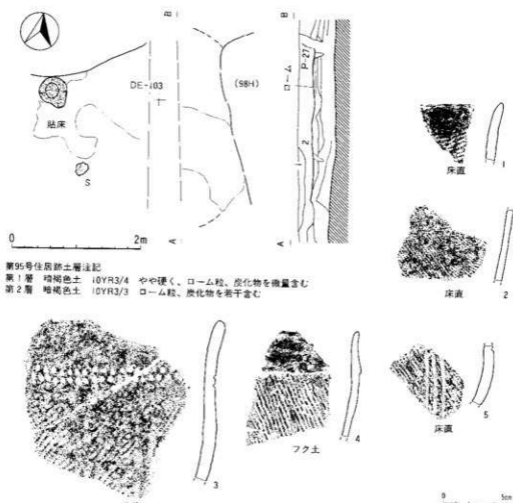 B
B
DE-103
(98H)
ローム
P-27
貼床
1
2
S
A
A
0
2m
床直
1
床直
2
第95号住居跡土層注記
第1層 暗褐色土 10YR3/4 やや硬く、ローム粒、炭化物を微量含む
第2層 暗褐色土 10YR3/3 ローム粒、炭化物を若干含む
3
フク土
4
床直
5
0
5cm